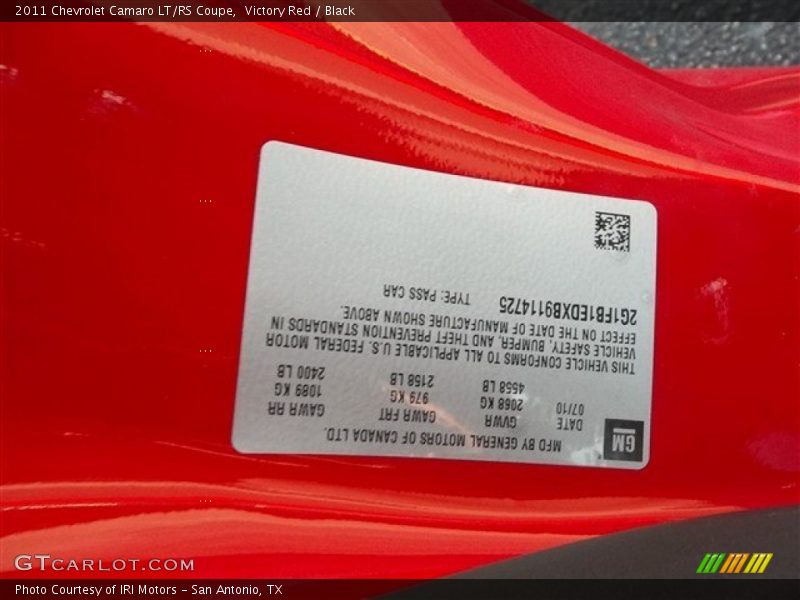 2011 Chevrolet Camaro LT/RS Coupe, Victory Red / Black
GM
MFD BY GENERAL MOTORS OF CANADA LTD.
DATE GVWR GAWR FRT GAWR RR
07/10 2068 KG 979 KG 1089 KG
4558 LB 2158 LB 2400 LB
THIS VEHICLE CONFORMS TO ALL APPLICABLE U.S. FEDERAL MOTOR
VEHICLE SAFETY, BUMPER, AND THEFT PREVENTION STANDARDS IN
EFFECT ON THE DATE OF MANUFACTURE SHOWN ABOVE.
2G1FB1EDXB9114725 TYPE: PASS CAR
GTCARLOT.COM
Photo Courtesy of IRI Motors - San Antonio, TX